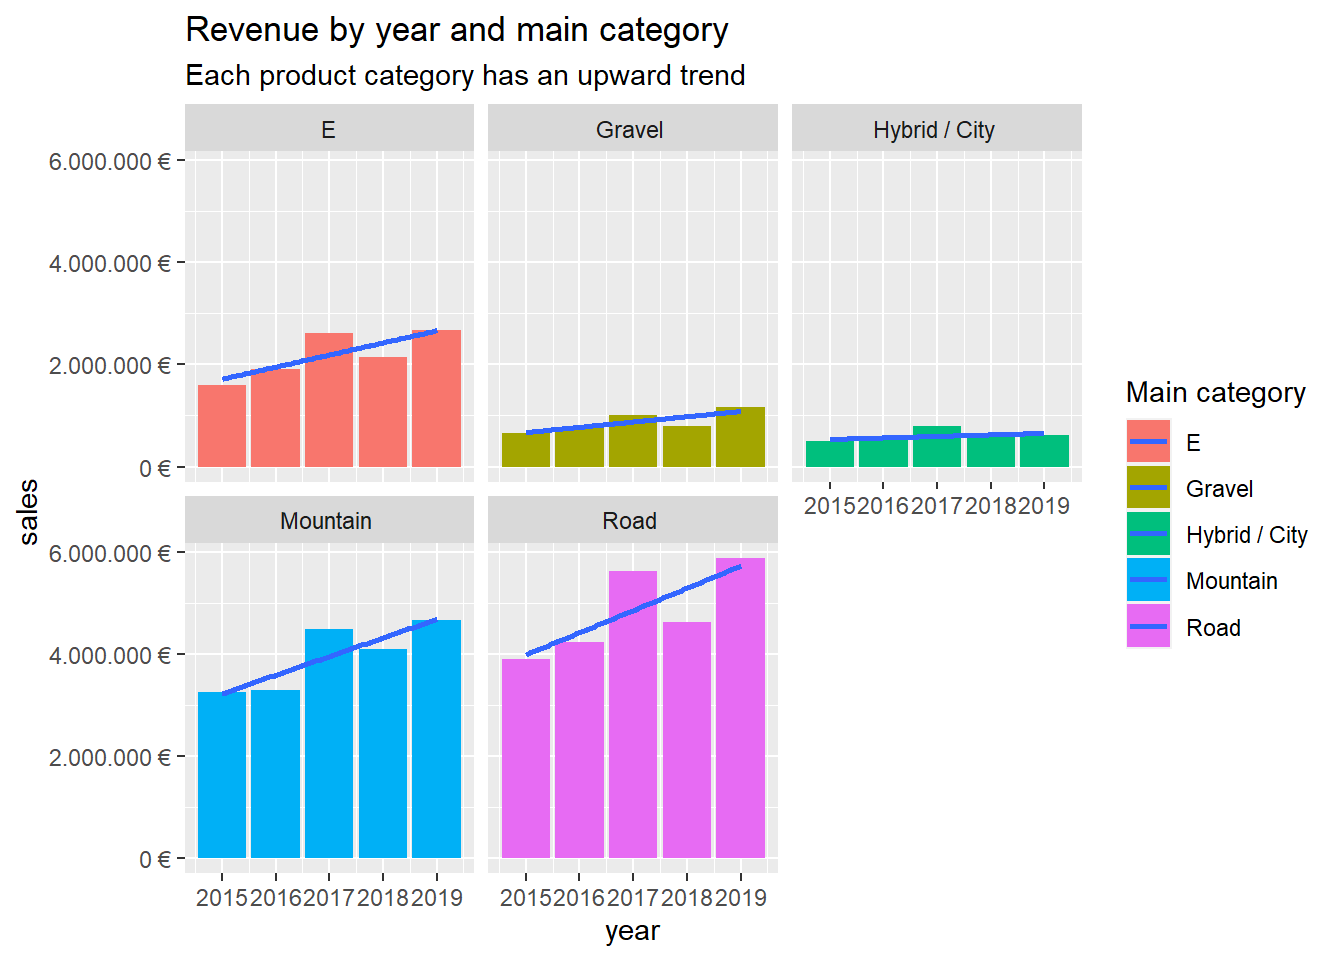 Revenue by year and main category
Each product category has an upward trend
E
Gravel
Hybrid / City
6.000.000 €
4.000.000 €
2.000.000 €
0 €
2015 2016 2017 2018 2019
Mountain
Road
6.000.000 €
4.000.000 €
2.000.000 €
0 €
2015 2016 2017 2018 2019
2015 2016 2017 2018 2019
year
sales
Main category
E
Gravel
Hybrid / City
Mountain
Road